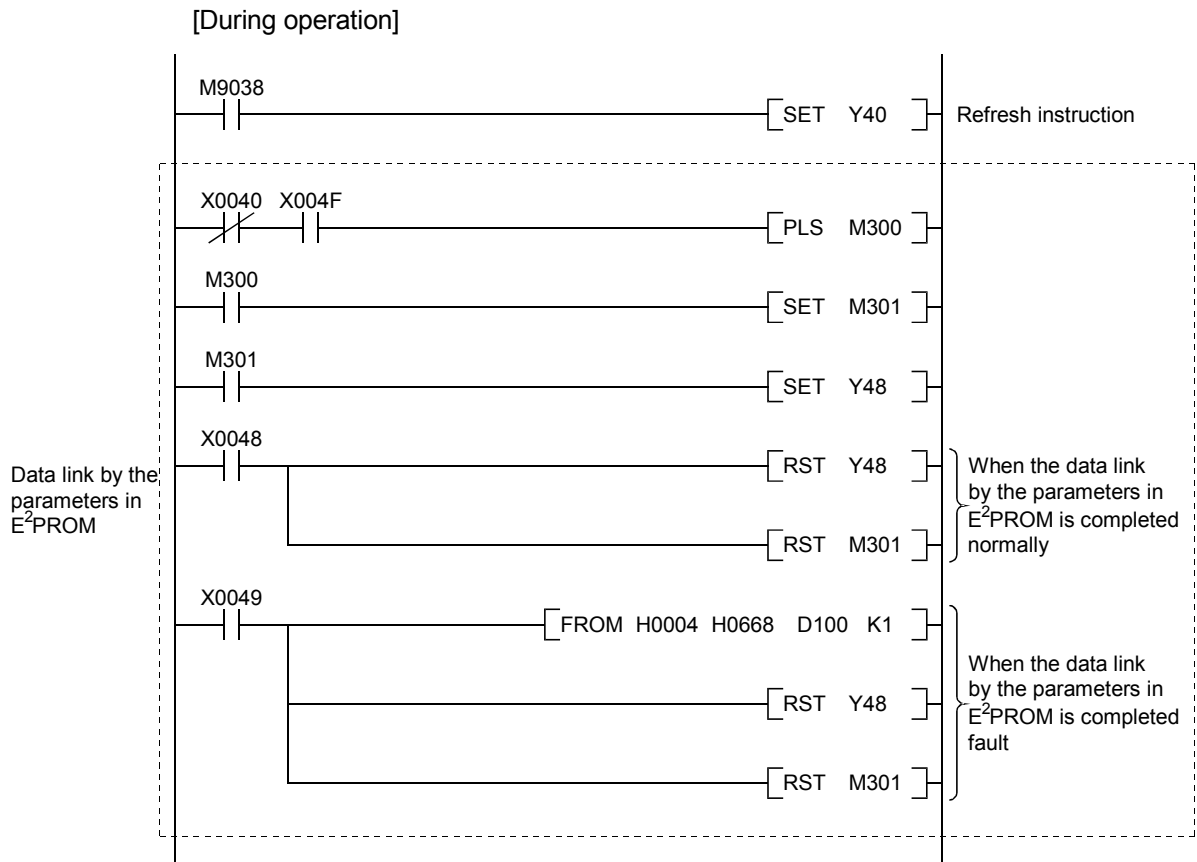 [During operation]
M9038
SET Y40
Refresh instruction
X0040 X004F
PLS M300
M300
SET M301
M301
SET Y48
X0048
RST Y48
RST M301
When the data link
by the parameters in
E²PROM is completed
normally
Data link by the
parameters in
E²PROM
X0049
FROM H0004 H0668 D100 K1
RST Y48
RST M301
When the data link
by the parameters in
E²PROM is completed
fault